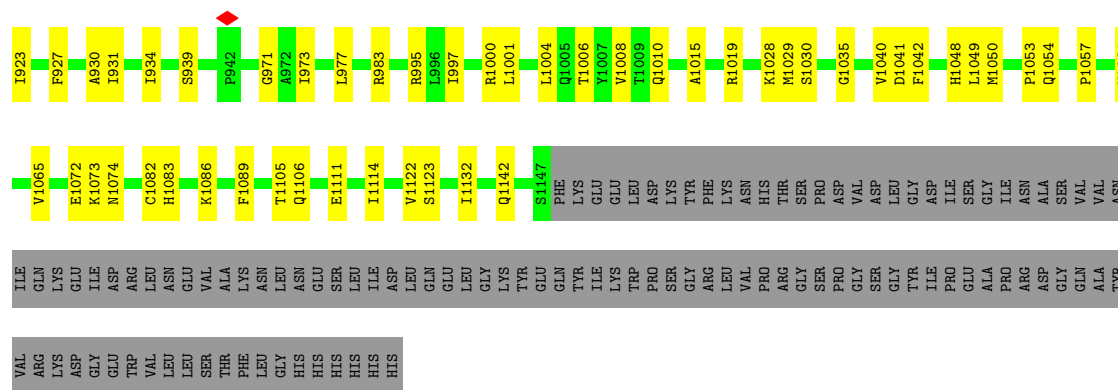 I923 F927 A930 I931 I934 S939 P942 G971 A972 I973 L977 R983 R995 L996 I997 R1000 L1001 L1004 Q1005 T1006 Y1007 V1008 T1009 Q1010 A1015 R1019 K1028 M1029 S1030 G1035 V1040 D1041 F1042 H1048 L1049 M1050 P1053 Q1054 P1057
V1065 E1072 K1073 N1074 C1082 H1083 K1086 F1089 T1105 Q1106 E1111 I1114 V1122 S1123 I1132 Q1142 S1147 PHE LYS GLU GLU LEU ASP LYS TYR PHE LYS ASN HIS THR SER PRO ASP VAL ASP LEU GLY ASP ILE SER GLY ILE ASN ALA SER VAL VAL ASN
ILE GLN LYS GLU ILE ASP ARG LEU ASN GLU VAL ALA LYS ASN LEU ASN GLU SER LEU ILE ASP LEU GLN GLU LEU GLY LYS TYR GLU GLN TYR ILE LYS TRP PRO SER GLY ARG LEU VAL PRO ARG GLY SER PRO GLY SER GLY TYR ILE PRO GLU ALA PRO ARG ASP GLY GLN ALA TYR
VAL ARG LYS ASP GLY GLU TRP VAL LEU LEU SER THR PHE LEU GLY HIS HIS HIS HIS HIS HIS